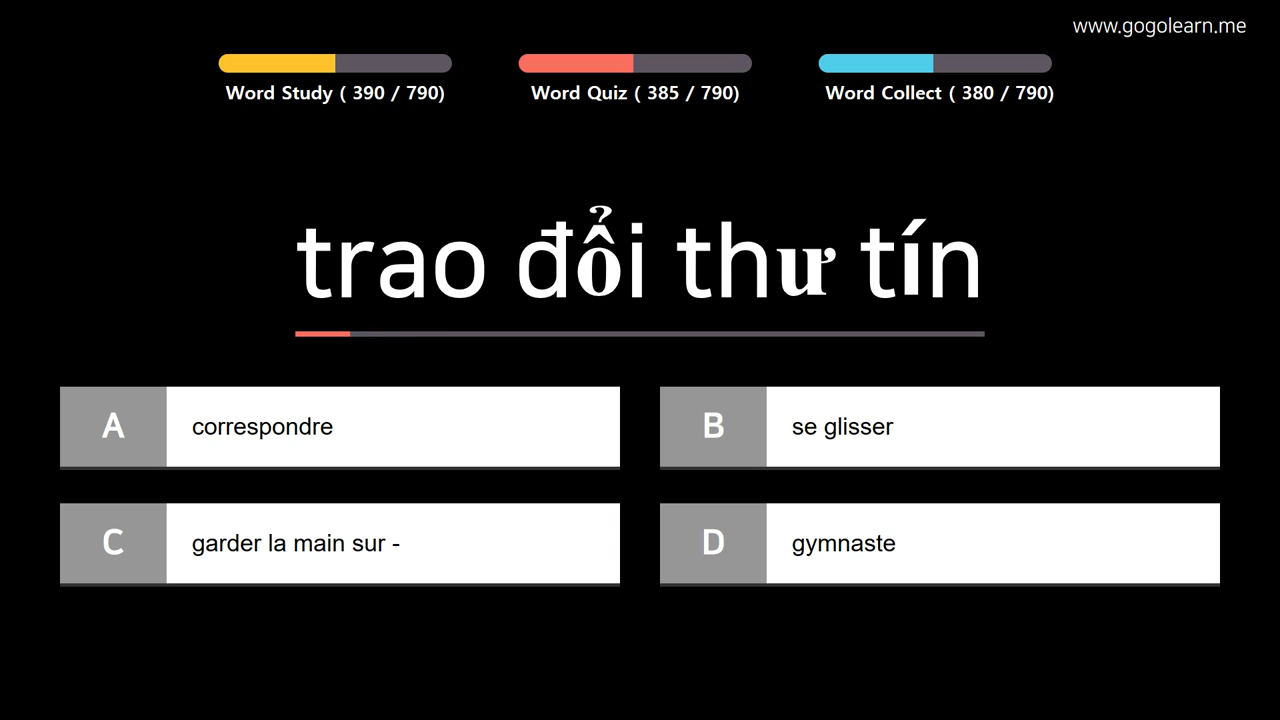 www.gogolearn.me
Word Study ( 390 / 790)
Word Quiz ( 385 / 790)
Word Collect ( 380 / 790)
trao đổi thư tín
A
correspondre
B
se glisser
C
garder la main sur -
D
gymnaste